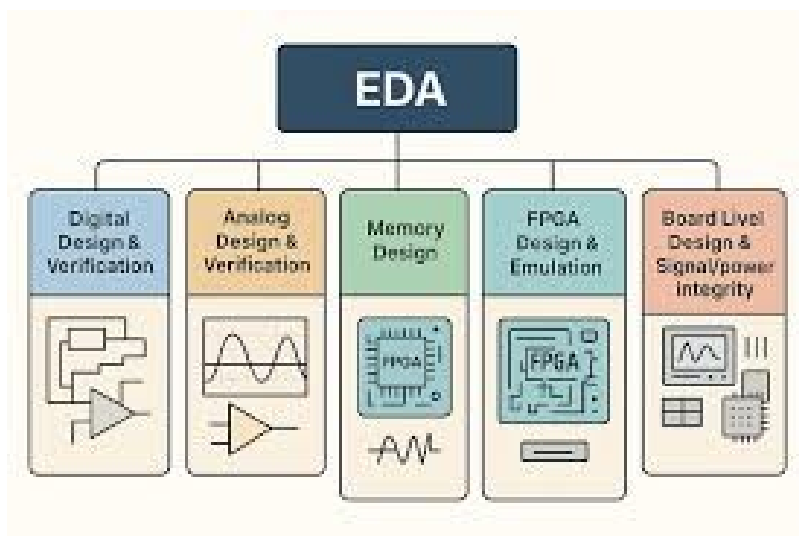 EDA
Digital
Design &
Verification
Analog
Design &
Verification
Memory
Design
FPGA
Design &
Emulation
Board Livel
Design &
Signal/power
integrity
FPGA
FPGA